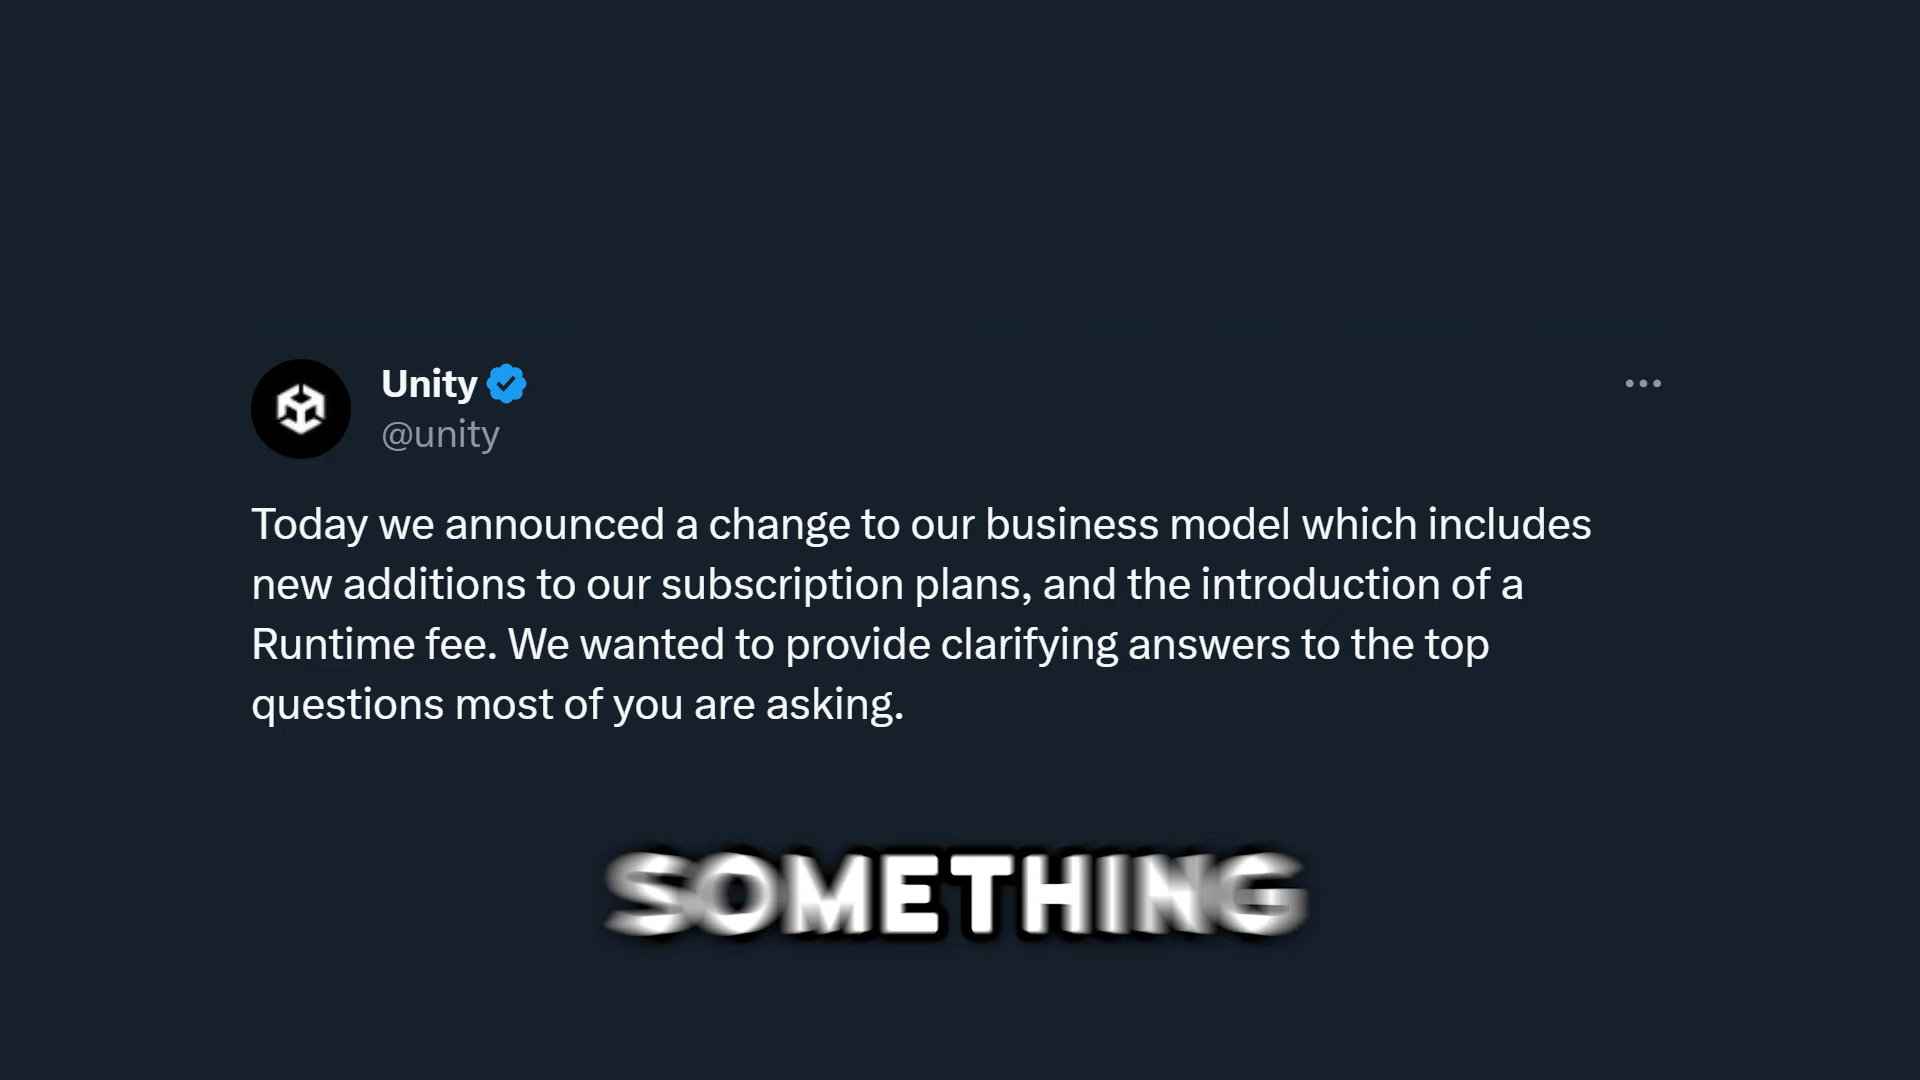 Unity
@unity
Today we announced a change to our business model which includes
new additions to our subscription plans, and the introduction of a
Runtime fee. We wanted to provide clarifying answers to the top
questions most of you are asking.
SOMETHING